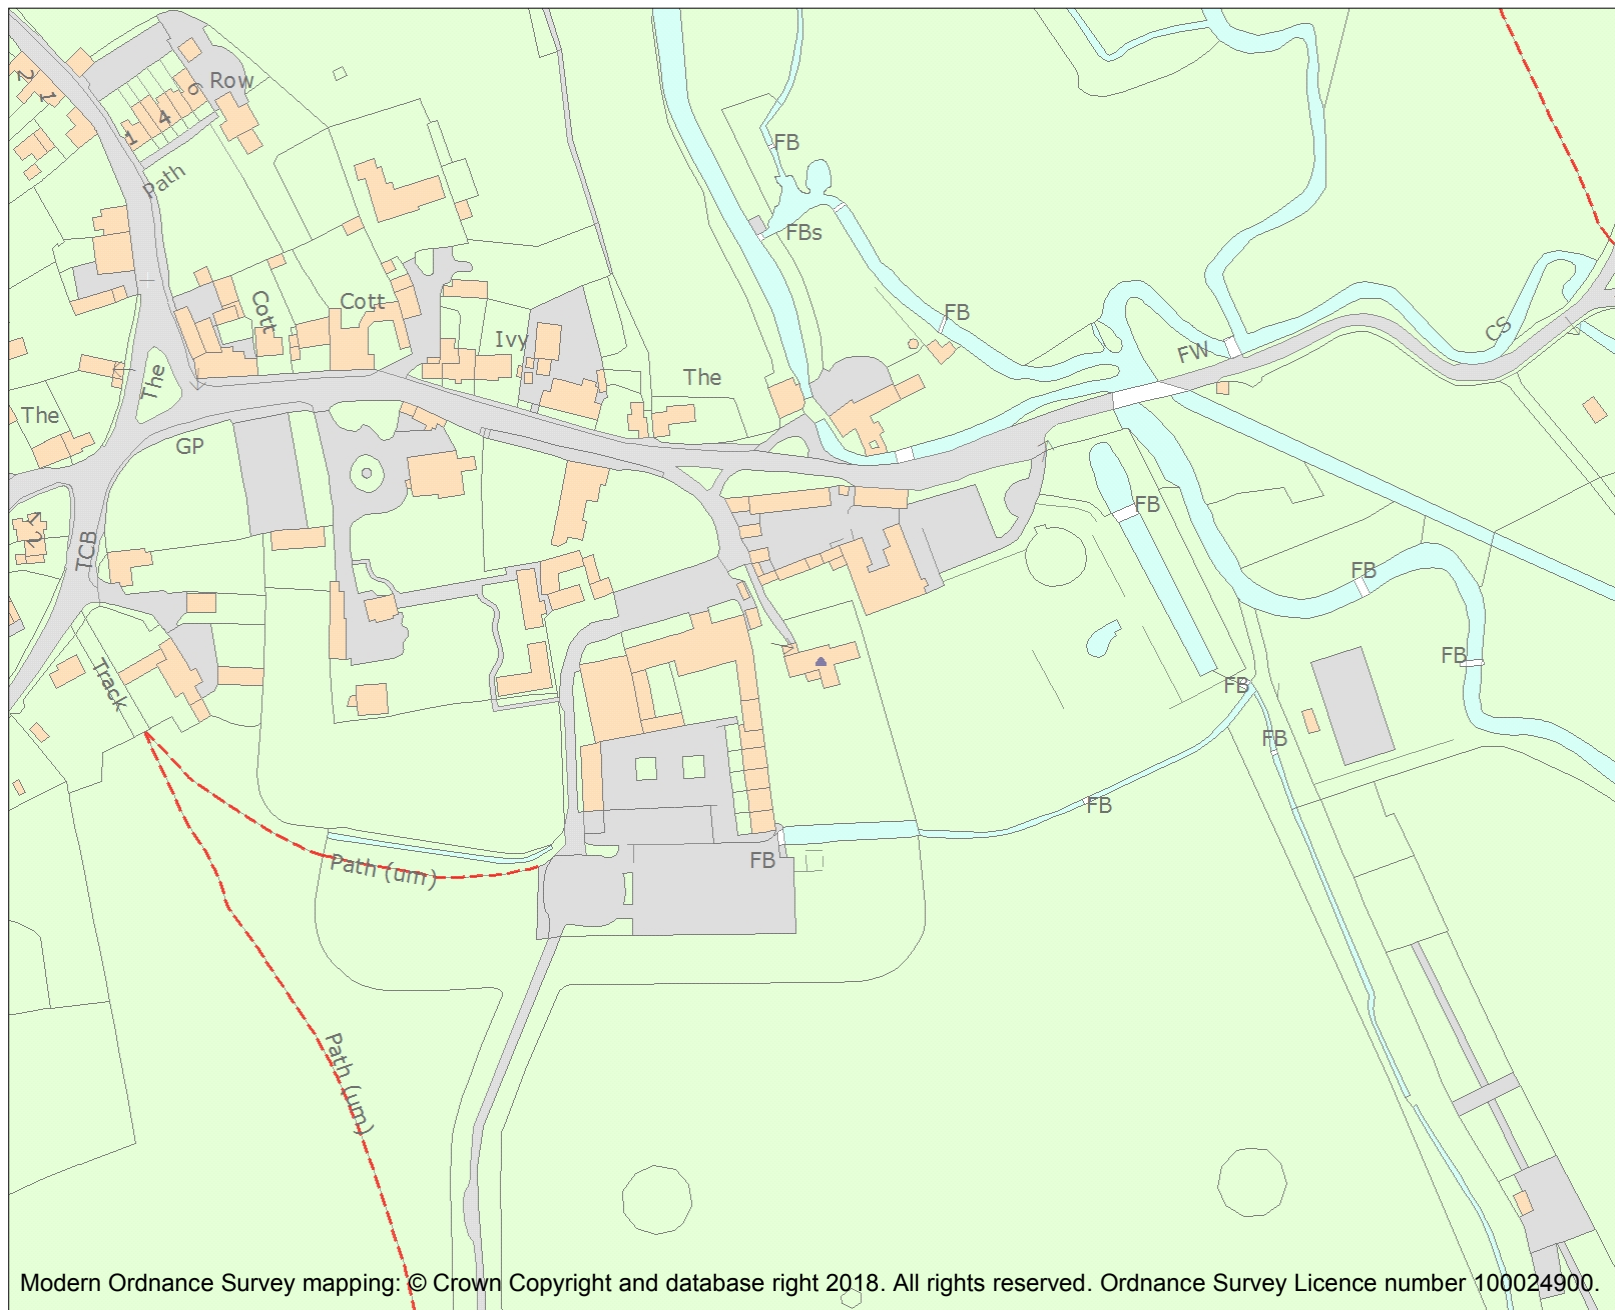 Row
2
1
6
4
1
Path
FB
FBs
Cott
Cott
FB
Ivy
CS
FW
The
The
The
GP
FB
1
2
TCB
FB
FB
Track
FB
FB
FB
FB
Path (um)
Path (um)
Modern Ordnance Survey mapping: © Crown Copyright and database right 2018. All rights reserved. Ordnance Survey Licence number 100024900.